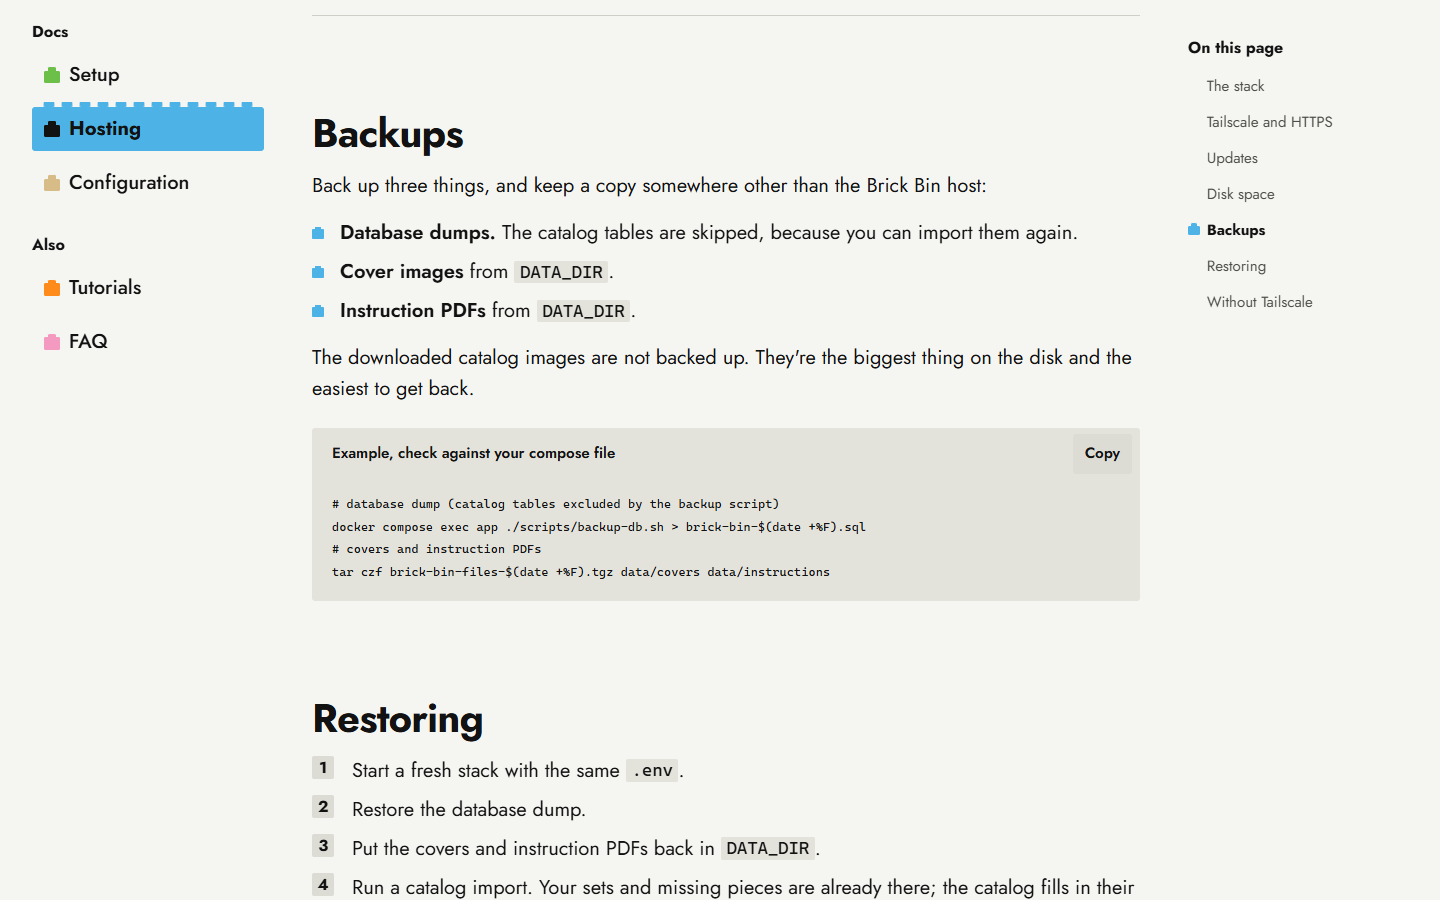 Docs
Setup
Hosting
Configuration
Also
Tutorials
FAQ
Backups
Back up three things, and keep a copy somewhere other than the Brick Bin host:
Database dumps. The catalog tables are skipped, because you can import them again.
Cover images from DATA_DIR.
Instruction PDFs from DATA_DIR.
The downloaded catalog images are not backed up. They're the biggest thing on the disk and the
easiest to get back.
Example, check against your compose file
Copy
# database dump (catalog tables excluded by the backup script)
docker compose exec app ./scripts/backup-db.sh > brick-bin-$(date +%F).sql
# covers and instruction PDFs
tar czf brick-bin-files-$(date +%F).tgz data/covers data/instructions
Restoring
1 Start a fresh stack with the same .env.
2 Restore the database dump.
3 Put the covers and instruction PDFs back in DATA_DIR.
4 Run a catalog import. Your sets and missing pieces are already there; the catalog fills in their
On this page
The stack
Tailscale and HTTPS
Updates
Disk space
Backups
Restoring
Without Tailscale